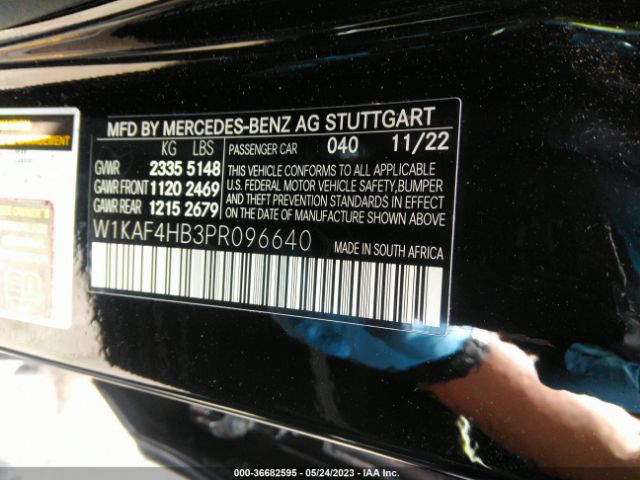 MFD BY MERCEDES-BENZ AG STUTTGART
KG LBS
GVWR 2335 5148
GAWR FRONT 1120 2469
GAWR REAR 1215 2679
PASSENGER CAR 040 11/22
THIS VEHICLE CONFORMS TO ALL APPLICABLE
U.S. FEDERAL MOTOR VEHICLE SAFETY, BUMPER
AND THEFT PREVENTION STANDARDS IN EFFECT
ON THE DATE OF MANUFACTURE SHOWN ABOVE.
W1KAF4HB3PR096640
MADE IN SOUTH AFRICA
000-36682595 - 05/24/2023 - IAA Inc.